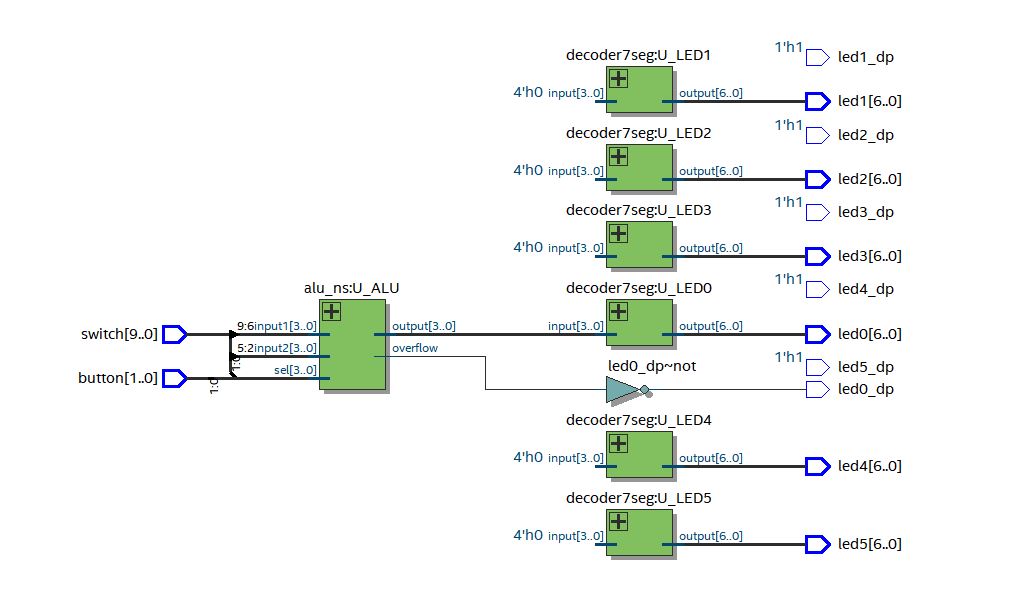 1'h1
led1_dp
decoder7seg:U_LED1
4'h0 input[3..0] output[6..0] led1[6..0]
1'h1
led2_dp
decoder7seg:U_LED2
4'h0 input[3..0] output[6..0] led2[6..0]
1'h1
led3_dp
decoder7seg:U_LED3
4'h0 input[3..0] output[6..0] led3[6..0]
1'h1
led4_dp
alu_ns:U_ALU
decoder7seg:U_LED0
switch[9..0] 9:6 input1[3..0] output[3..0] input[3..0] output[6..0] led0[6..0]
5:2 input2[3..0] overflow
1'h1
led5_dp
led0_dp~not
1:0
sel[3..0]
button[1..0]
1:0
led0_dp
decoder7seg:U_LED4
4'h0 input[3..0] output[6..0] led4[6..0]
decoder7seg:U_LED5
4'h0 input[3..0] output[6..0] led5[6..0]